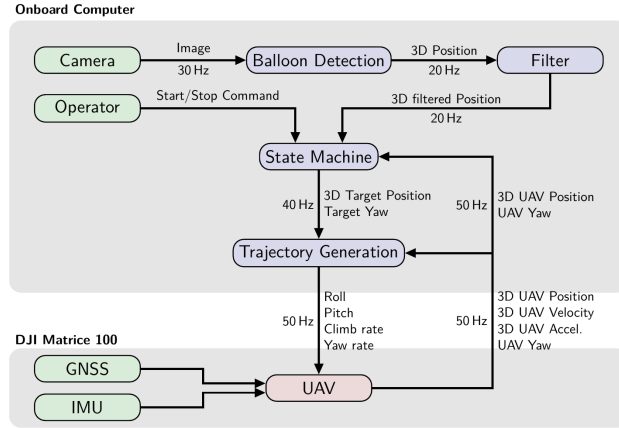 Onboard Computer
Camera
Image
30 Hz
Balloon Detection
3D Position
20 Hz
Filter
Operator
Start/Stop Command
3D filtered Position
20 Hz
State Machine
40 Hz
3D Target Position
Target Yaw
50 Hz
3D UAV Position
UAV Yaw
Trajectory Generation
50 Hz
Roll
Pitch
Climb rate
Yaw rate
50 Hz
3D UAV Position
3D UAV Velocity
3D UAV Accel.
UAV Yaw
DJI Matrice 100
GNSS
IMU
UAV